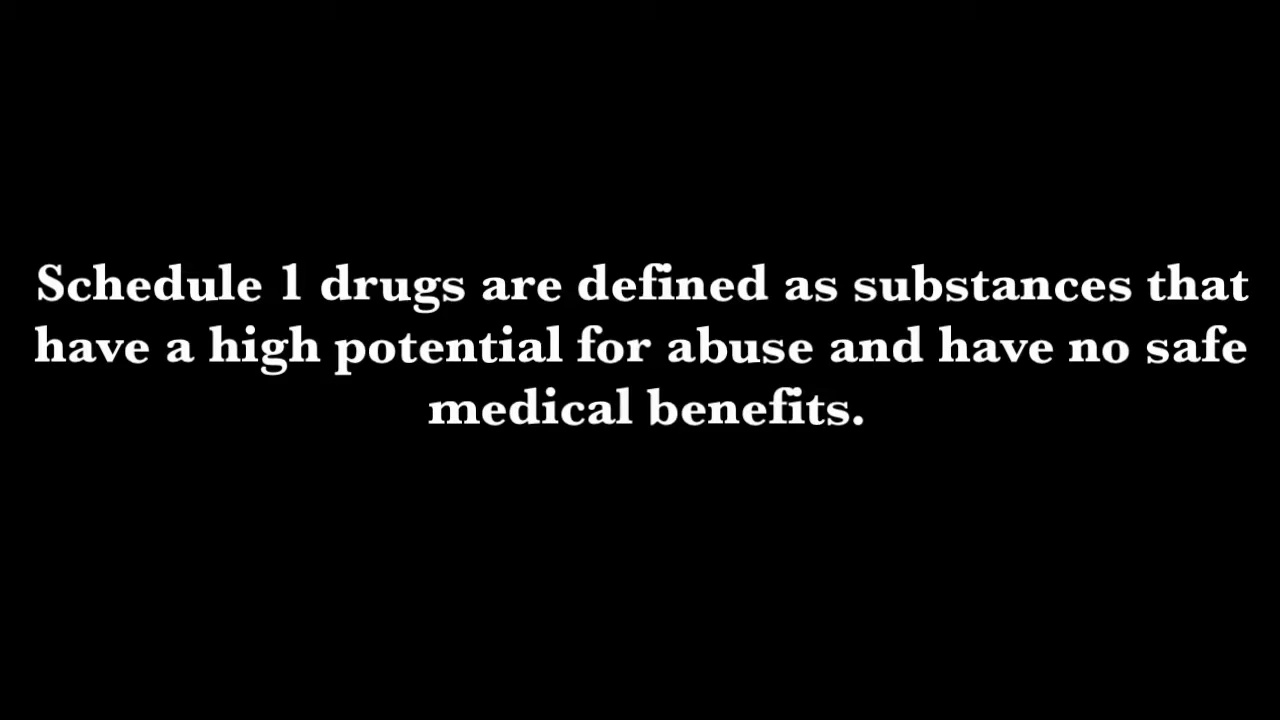 Schedule 1 drugs are defined as substances that
have a high potential for abuse and have no safe
medical benefits.